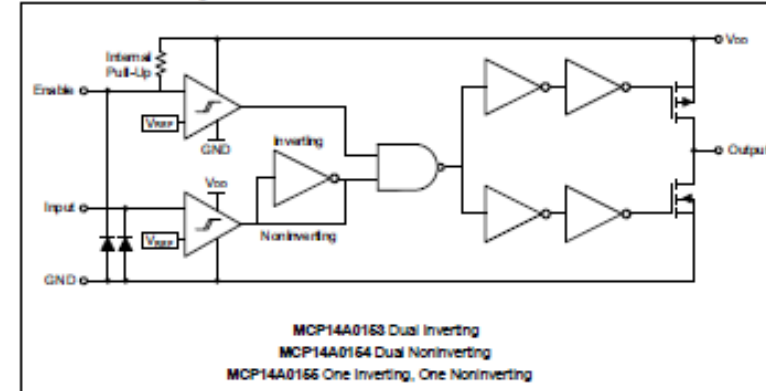 Internal
Pull-Up
VDD
Enable
VREF
GND
Inverting
Output
VDD
Input
VREF
Noninverting
GND
MCP14A0153 Dual Inverting
MCP14A0154 Dual Noninverting
MCP14A0155 One Inverting, One Noninverting